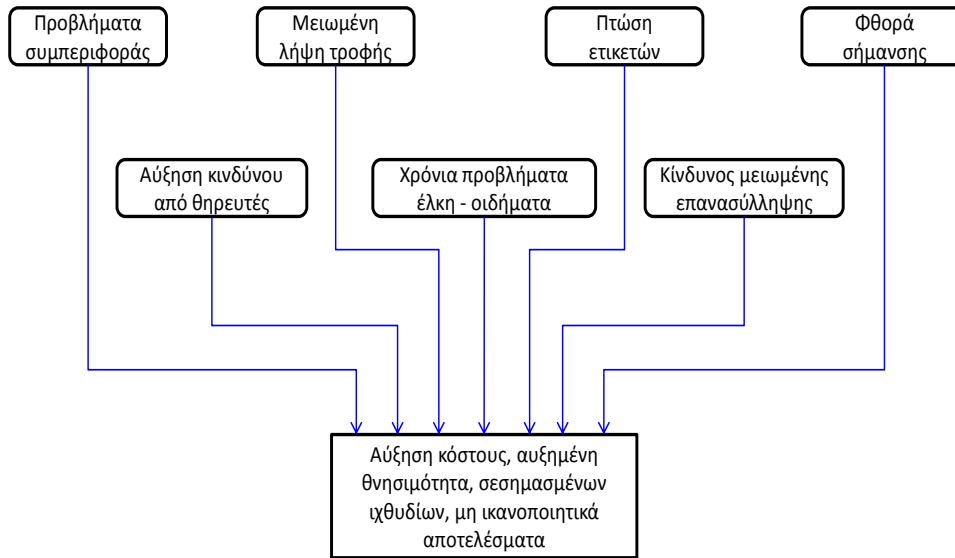 Προβλήματα
συμπεριφοράς
Μειωμένη
λήψη τροφής
Πτώση
ετικετών
Φθορά
σήμανσης
Αύξηση κινδύνου
από θηρευτές
Χρόνια προβλήματα
έλκη - οιδήματα
Κίνδυνος μειωμένης
επανασύλληψης
Αύξηση κόστους, αυξημένη
θνησιμότητα, σεσημασμένων
ιχθυδίων, μη ικανοποιητικά
αποτελέσματα